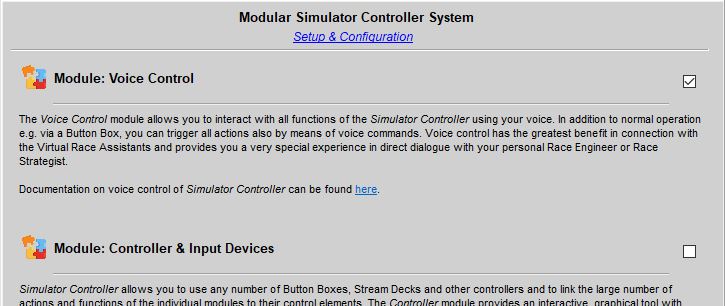 Modular Simulator Controller System
Setup & Configuration
Module: Voice Control
The Voice Control module allows you to interact with all functions of the Simulator Controller using your voice. In addition to normal operation
e.g. via a Button Box, you can trigger all actions also by means of voice commands. Voice control has the greatest benefit in connection with
the Virtual Race Assistants and provides you a very special experience in direct dialogue with your personal Race Engineer or Race
Strategist.
Documentation on voice control of Simulator Controller can be found here.
Module: Controller & Input Devices
Simulator Controller allows you to use any number of Button Boxes, Stream Decks and other controllers and to link the large number of
actions and functions of the individual modules to their control elements. The Controller module provides an interactive, graphical tool with